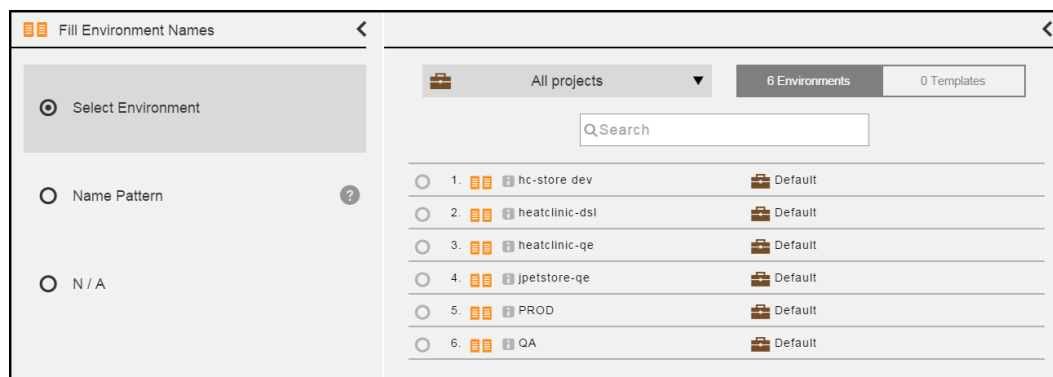 Fill Environment Names
Select Environment
Name Pattern
?
N / A
All projects
6 Environments
0 Templates
Search
1. hc-store dev Default
2. heatclinic-dsl Default
3. heatclinic-qe Default
4. jpetstore-qe Default
5. PROD Default
6. QA Default